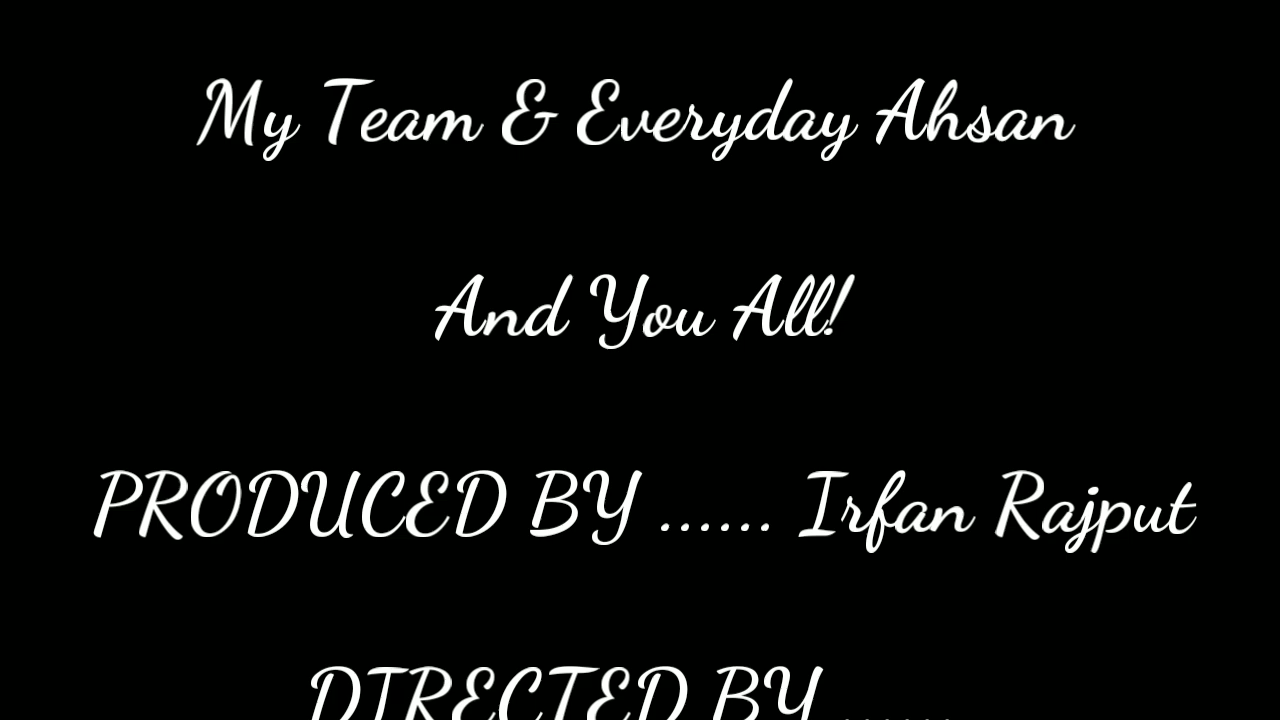 My Team & Everyday Ahsan
And You All!
PRODUCED BY ...... Irfan Rajput
DIRECTED BY ......